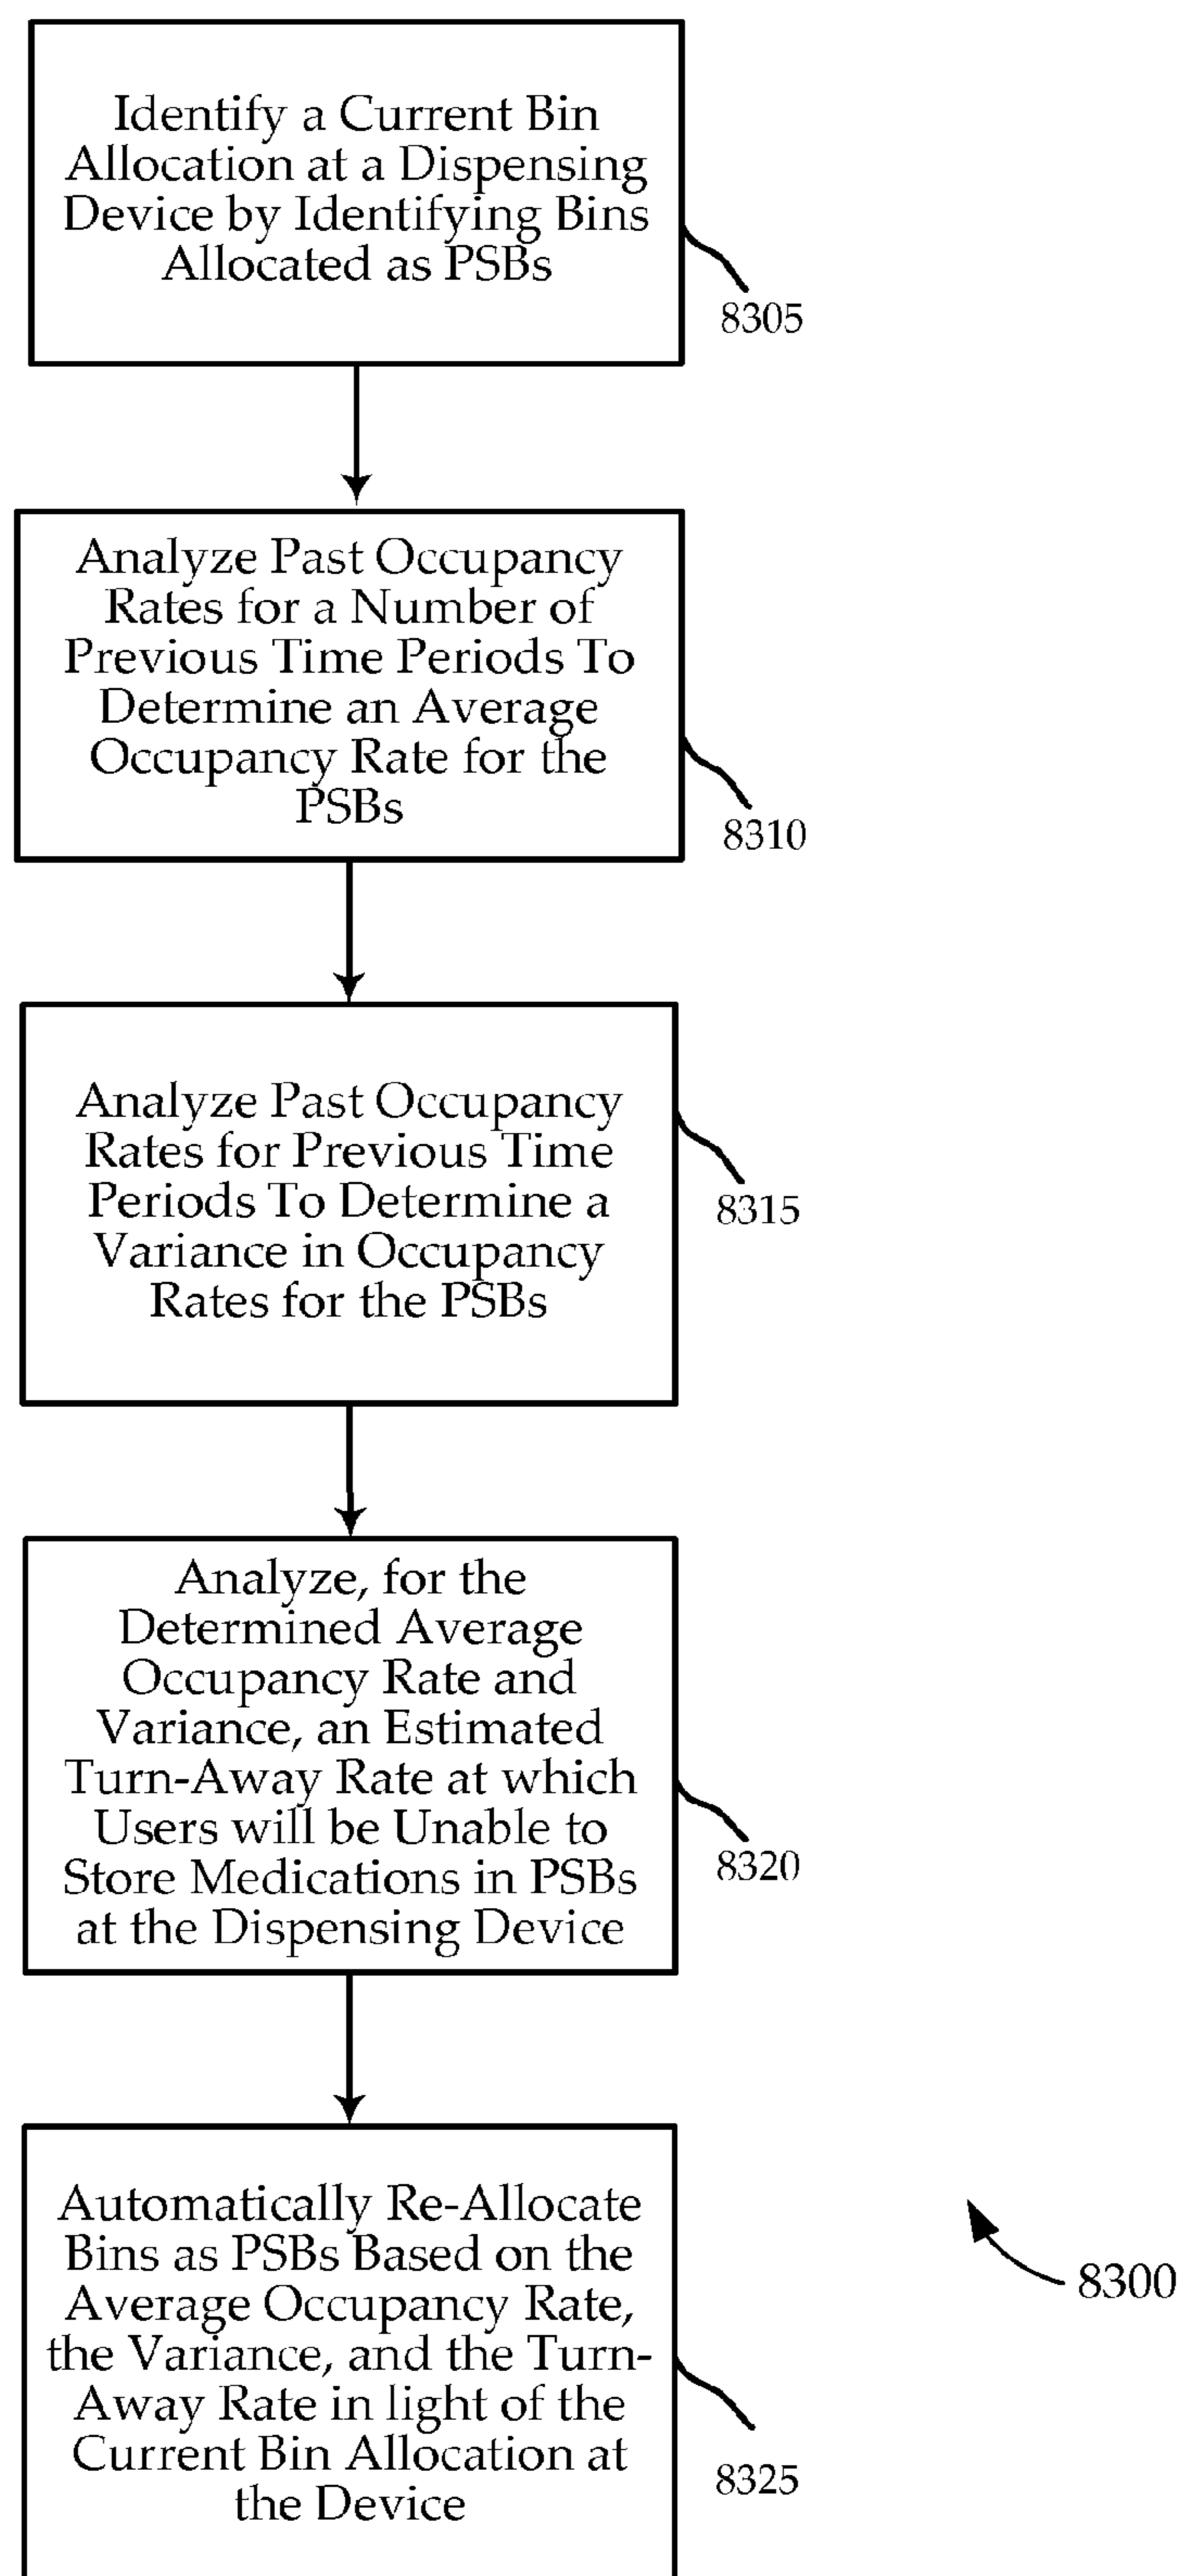 Identify a Current Bin
Allocation at a Dispensing
Device by Identifying Bins
Allocated as PSBs
8305
Analyze Past Occupancy
Rates for a Number of
Previous Time Periods To
Determine an Average
Occupancy Rate for the
PSBs
8310
Analyze Past Occupancy
Rates for Previous Time
Periods To Determine a
Variance in Occupancy
Rates for the PSBs
8315
Analyze, for the
Determined Average
Occupancy Rate and
Variance, an Estimated
Turn-Away Rate at which
Users will be Unable to
Store Medications in PSBs
at the Dispensing Device
8320
Automatically Re-Allocate
Bins as PSBs Based on the
Average Occupancy Rate,
the Variance, and the Turn-
Away Rate in light of the
Current Bin Allocation at
the Device
8325
8300